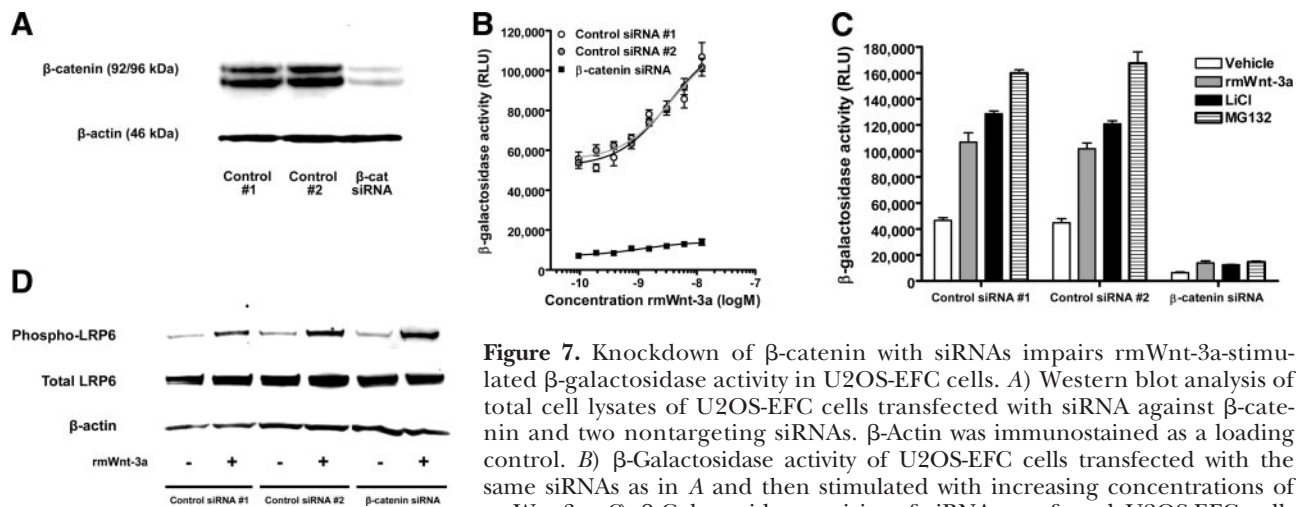 A
β-catenin (92/96 kDa)
β-actin (46 kDa)
Control #1
Control #2
β-cat siRNA
B
Control siRNA #1
Control siRNA #2
β-catenin siRNA
β-galactosidase activity (RLU)
120,000
100,000
80,000
60,000
40,000
20,000
0
-10
-9
-8
-7
Concentration rmWnt-3a (logM)
C
Vehicle
rmWnt-3a
LiCl
MG132
β-galactosidase activity (RLU)
180,000
160,000
140,000
120,000
100,000
80,000
60,000
40,000
20,000
0
Control siRNA #1
Control siRNA #2
β-catenin siRNA
D
Phospho-LRP6
Total LRP6
β-actin
rmWnt-3a - + - + - +
Control siRNA #1
Control siRNA #2
β-catenin siRNA
Figure 7. Knockdown of β-catenin with siRNAs impairs rmWnt-3a-stimu-
lated β-galactosidase activity in U2OS-EFC cells. A) Western blot analysis of
total cell lysates of U2OS-EFC cells transfected with siRNA against β-cate-
nin and two nontargeting siRNAs. β-Actin was immunostained as a loading
control. B) β-Galactosidase activity of U2OS-EFC cells transfected with the
same siRNAs as in A and then stimulated with increasing concentrations of